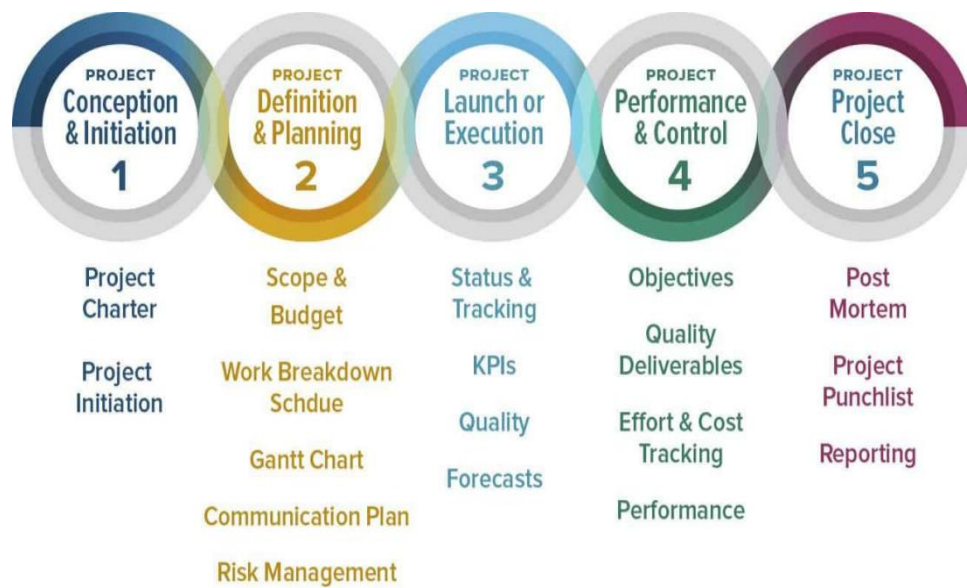 PROJECT
Conception
& Initiation
1
PROJECT
Definition
& Planning
2
PROJECT
Launch or
Execution
3
PROJECT
Performance
& Control
4
PROJECT
Project
Close
5
Project
Charter
Project
Initiation
Scope &
Budget
Work Breakdown
Schdue
Gantt Chart
Communication Plan
Risk Management
Status &
Tracking
KPIs
Quality
Forecasts
Objectives
Quality
Deliverables
Effort & Cost
Tracking
Performance
Post
Mortem
Project
Punchlist
Reporting